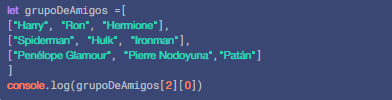 let grupoDeAmigos =[
["Harry", "Ron", "Hermione"],
["Spiderman", "Hulk", "Ironman"],
["Penélope Glamour", "Pierre Nodoyuna","Patán"]
]
console.log(grupoDeAmigos[2][0])